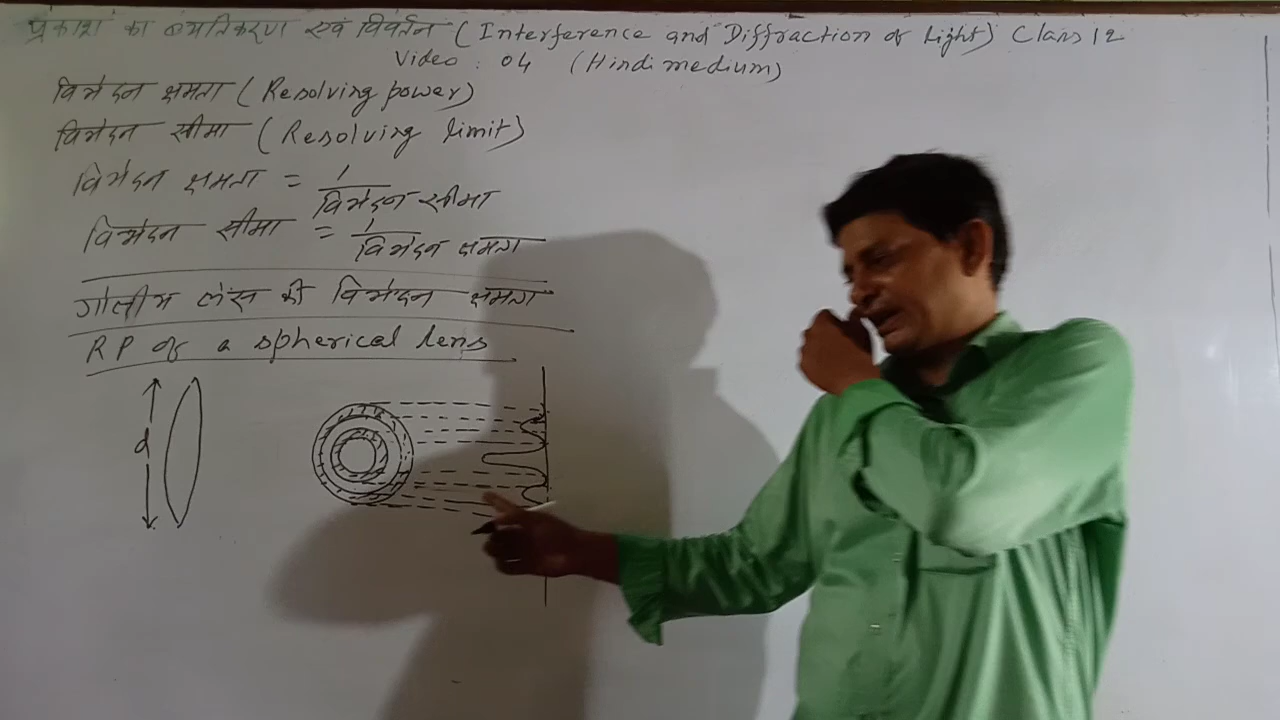 प्रकाश का व्यतिकरण एवं विवर्तन (Interference and Diffraction of Light) Class 12
Video : 04 (Hindi medium)
विभेदन क्षमता (Resolving power)
विभेदन सीमा (Resolving limit)
विभेदन क्षमता = 1 / विभेदन सीमा
विभेदन सीमा = 1 / विभेदन क्षमता
गोलीय लेंस की विभेदन क्षमता
RP of a spherical lens
d